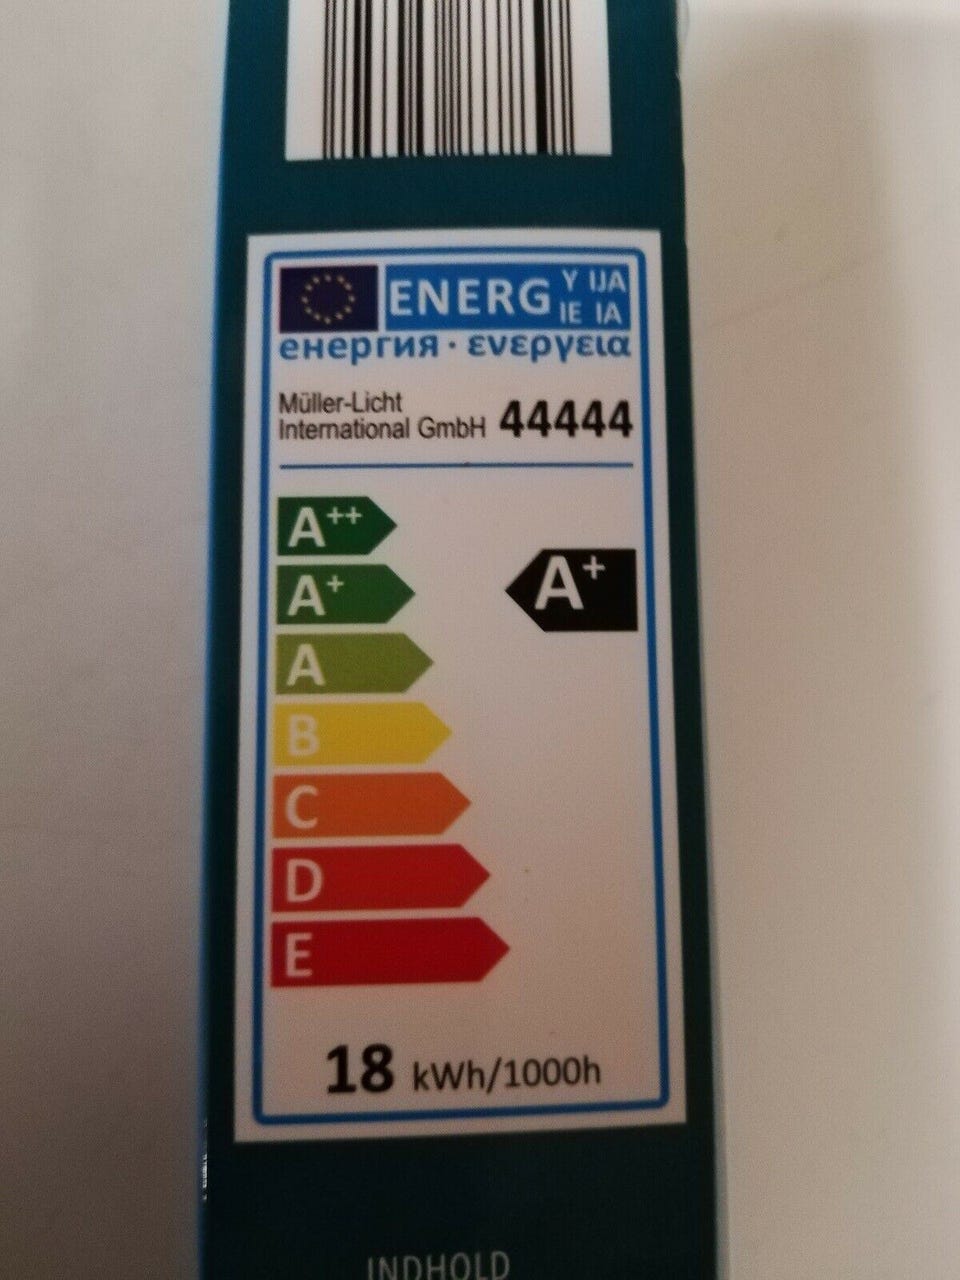 ENERG Y IJA
IE IA
енергия · ενεργεια
Müller-Licht
International GmbH 44444
A++
A+
A+
A
B
C
D
E
18 kWh/1000h
INDHOLD